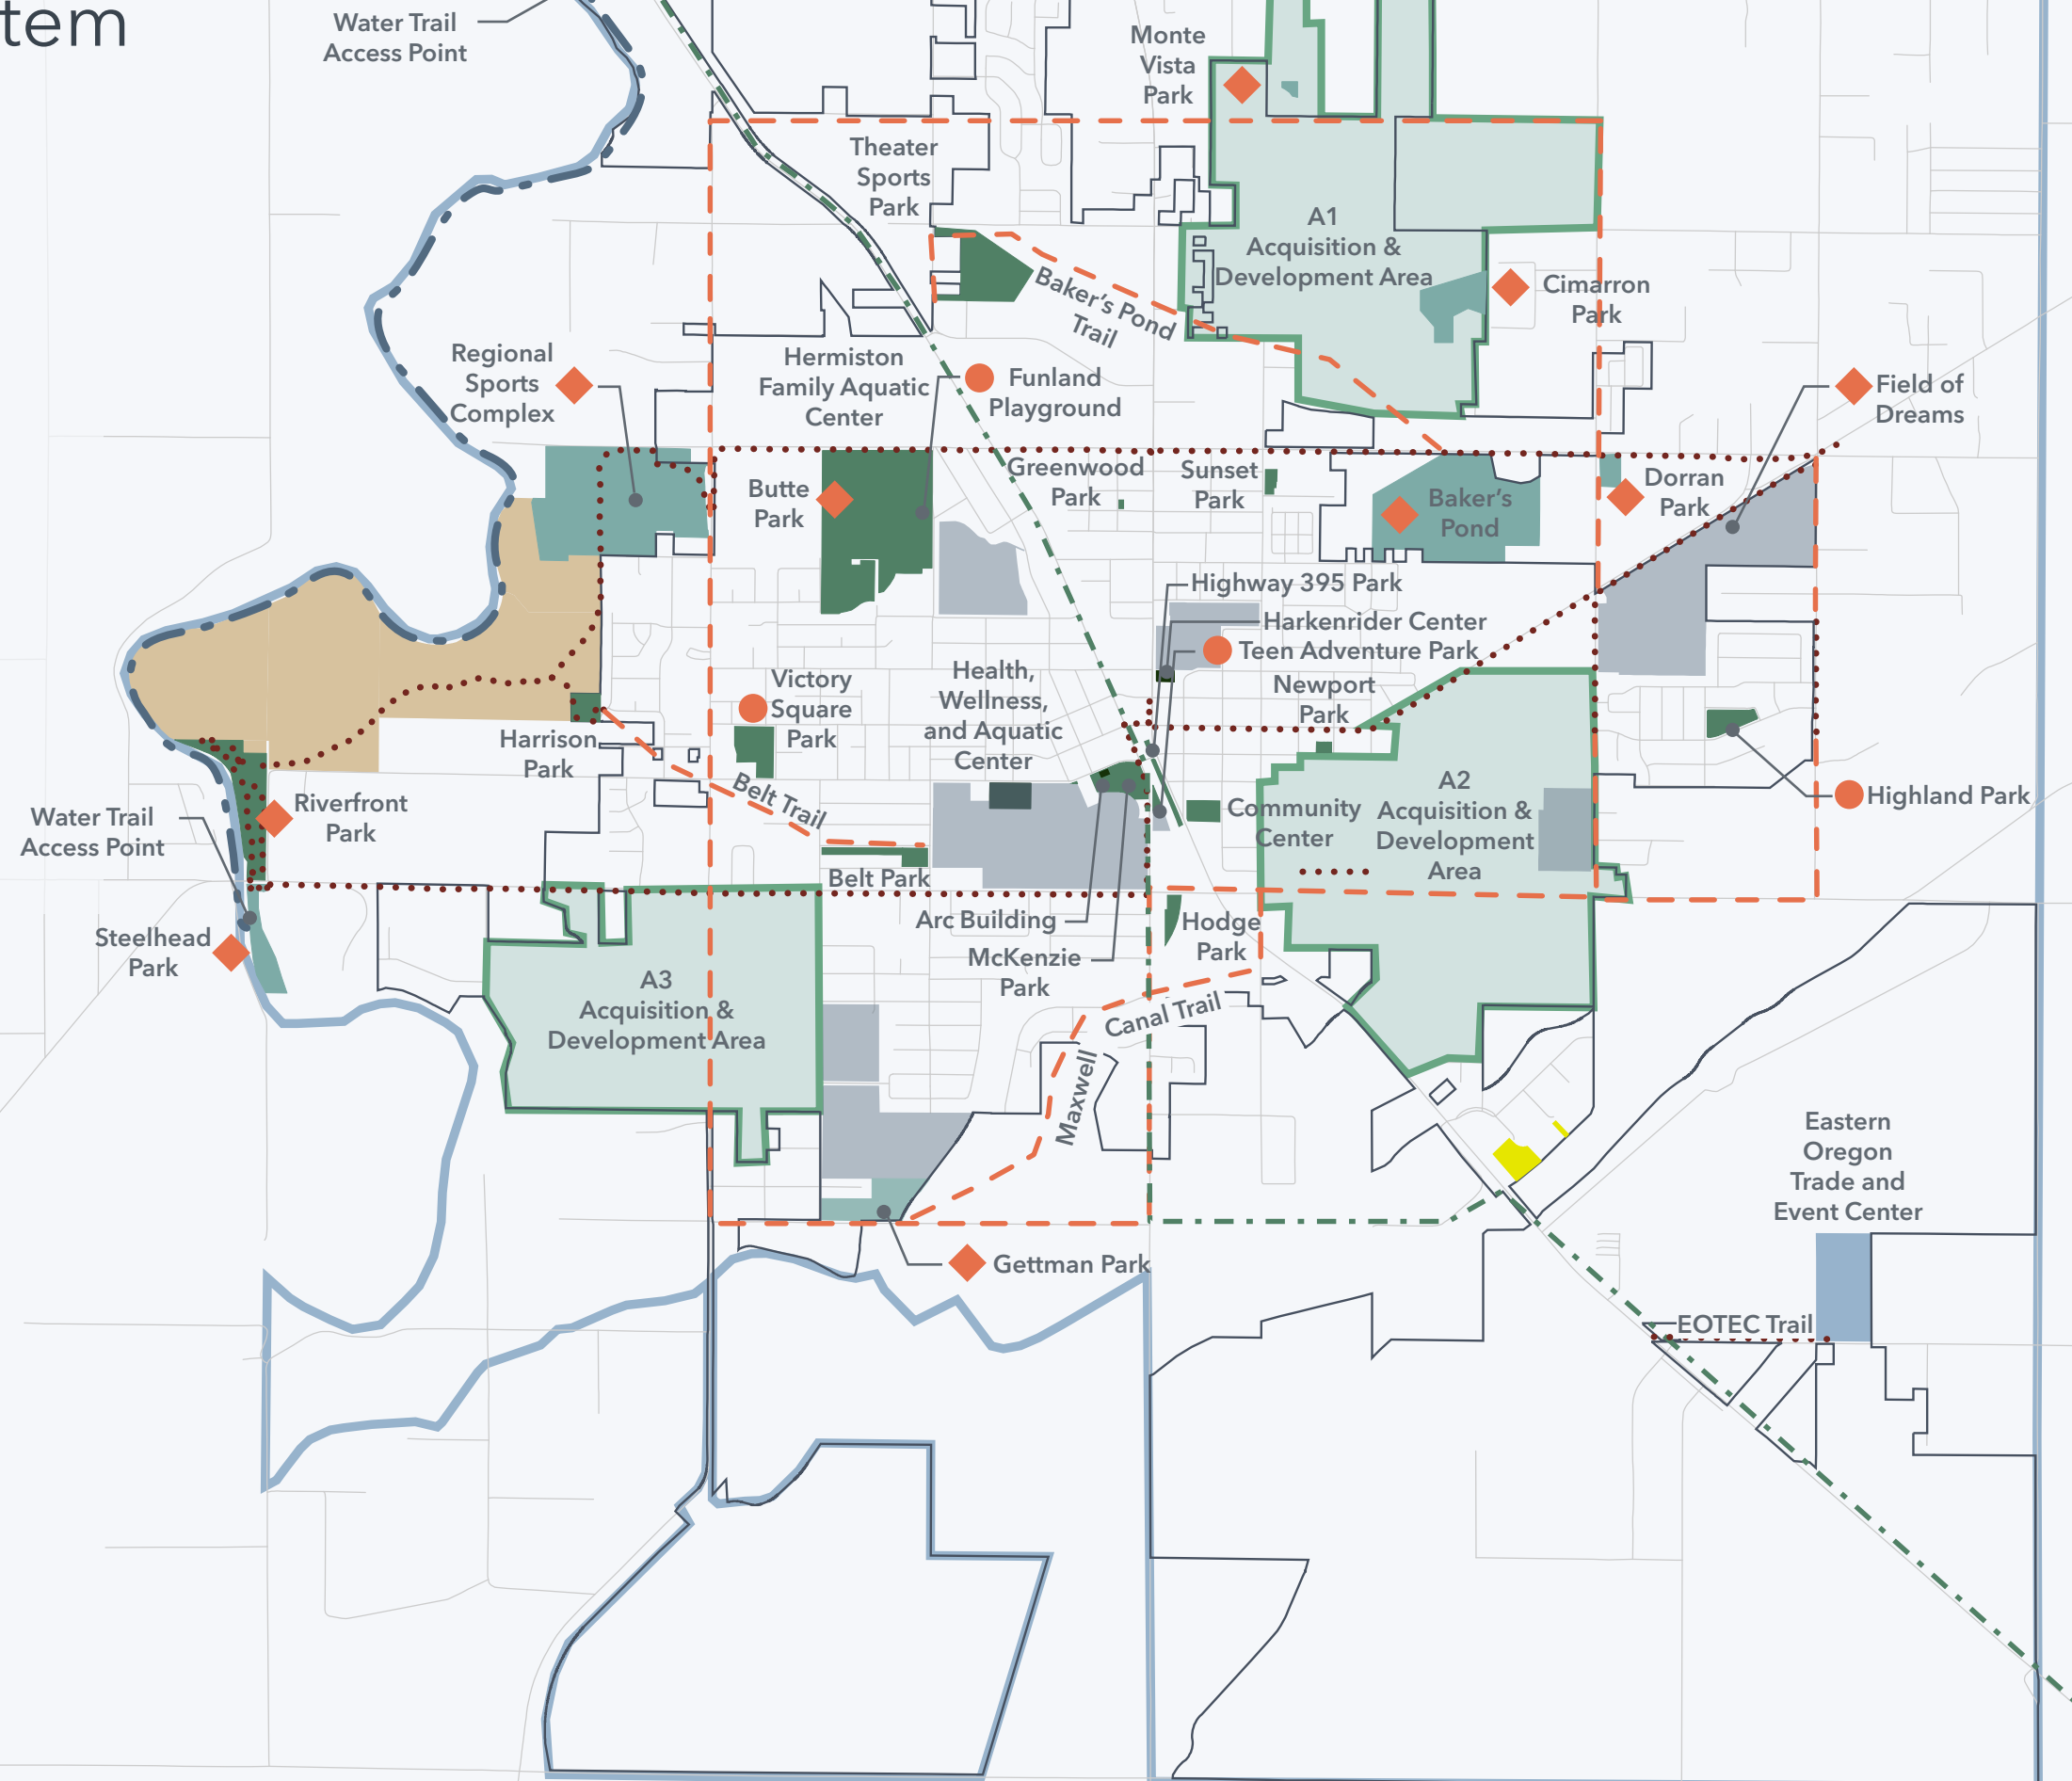 tem
Water Trail
Access Point
Monte
Vista
Park
Theater
Sports
Park
A1
Acquisition &
Development Area
Baker's Pond
Trail
Cimarron
Park
Regional
Sports
Complex
Hermiston
Family Aquatic
Center
Funland
Playground
Field of
Dreams
Butte
Park
Greenwood
Park
Sunset
Park
Baker's
Pond
Dorran
Park
Highway 395 Park
Harkenrider Center
Teen Adventure Park
Victory
Square
Park
Health,
Wellness,
and Aquatic
Center
Newport
Park
Harrison
Park
Belt Trail
Riverfront
Park
Water Trail
Access Point
Community
Center
A2
Acquisition &
Development
Area
Highland Park
Belt Park
Arc Building
McKenzie
Park
Hodge
Park
Steelhead
Park
A3
Acquisition &
Development Area
Canal Trail
Maxwell
Eastern
Oregon
Trade and
Event Center
Gettman Park
EOTEC Trail